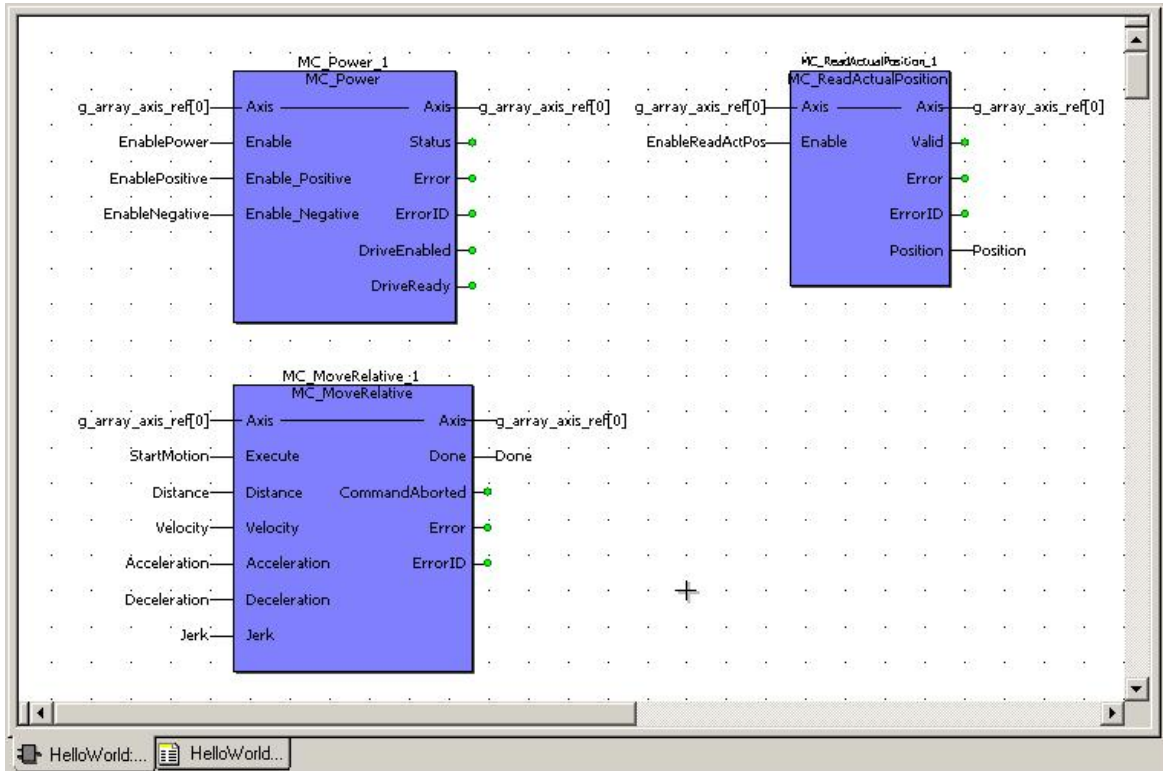 MC_Power_1
MC_Power
g_array_axis_ref[0] Axis Axis g_array_axis_ref[0]
EnablePower Enable Status
EnablePositive Enable_Positive Error
EnableNegative Enable_Negative ErrorID
DriveEnabled
DriveReady
MC_ReadActualPosition_1
MC_ReadActualPosition
g_array_axis_ref[0] Axis Axis g_array_axis_ref[0]
EnableReadActPos Enable Valid
Error
ErrorID
Position Position
MC_MoveRelative_1
MC_MoveRelative
g_array_axis_ref[0] Axis Axis g_array_axis_ref[0]
StartMotion Execute Done Done
Distance Distance CommandAborted
Velocity Velocity Error
Acceleration Acceleration ErrorID
Deceleration Deceleration
Jerk Jerk
HelloWorld:... HelloWorld...